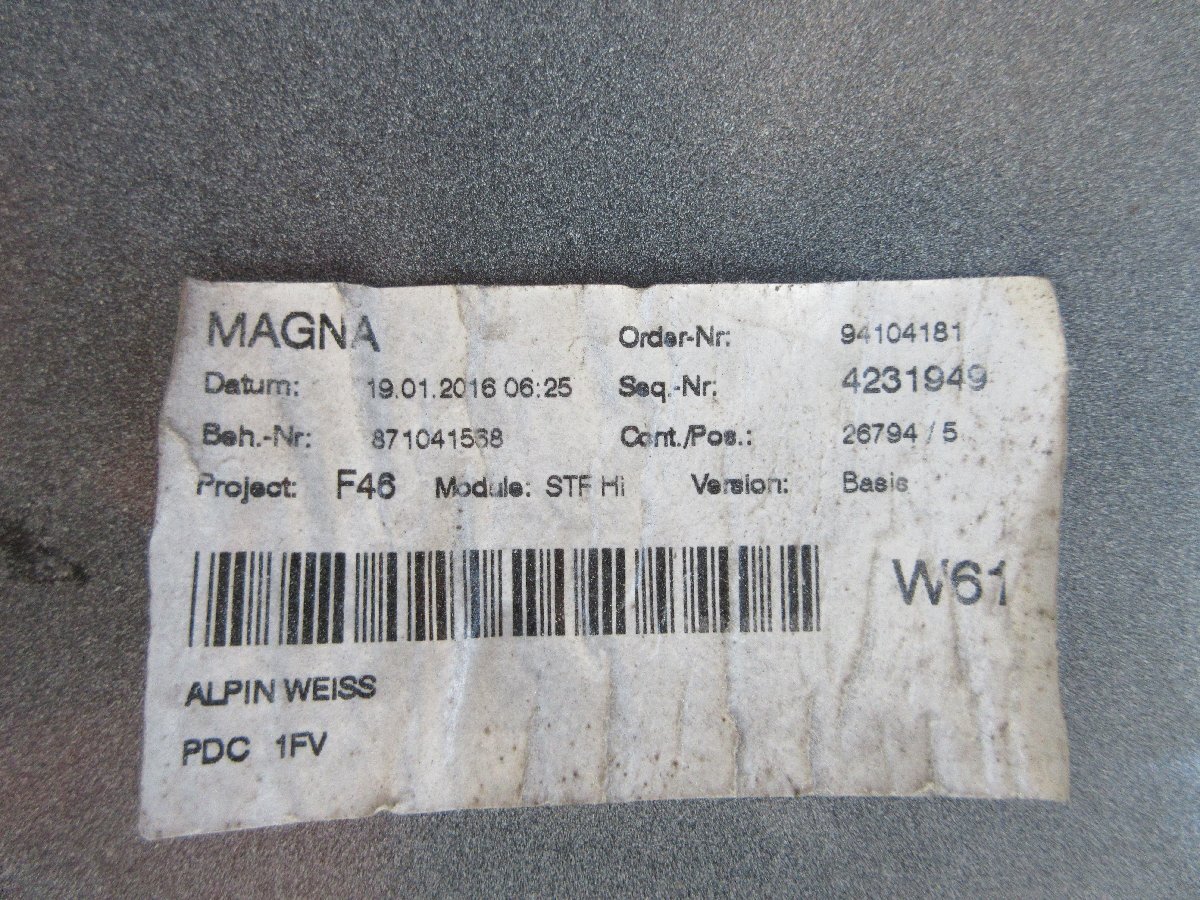 MAGNA Order-Nr: 94104181
Datum: 19.01.2016 06:25 Seq.-Nr: 4231949
Beh.-Nr: 871041568 Cont./Pos.: 26794 / 5
Project: F46 Module: STF Hi Version: Basis
W61
ALPIN WEISS
PDC 1FV